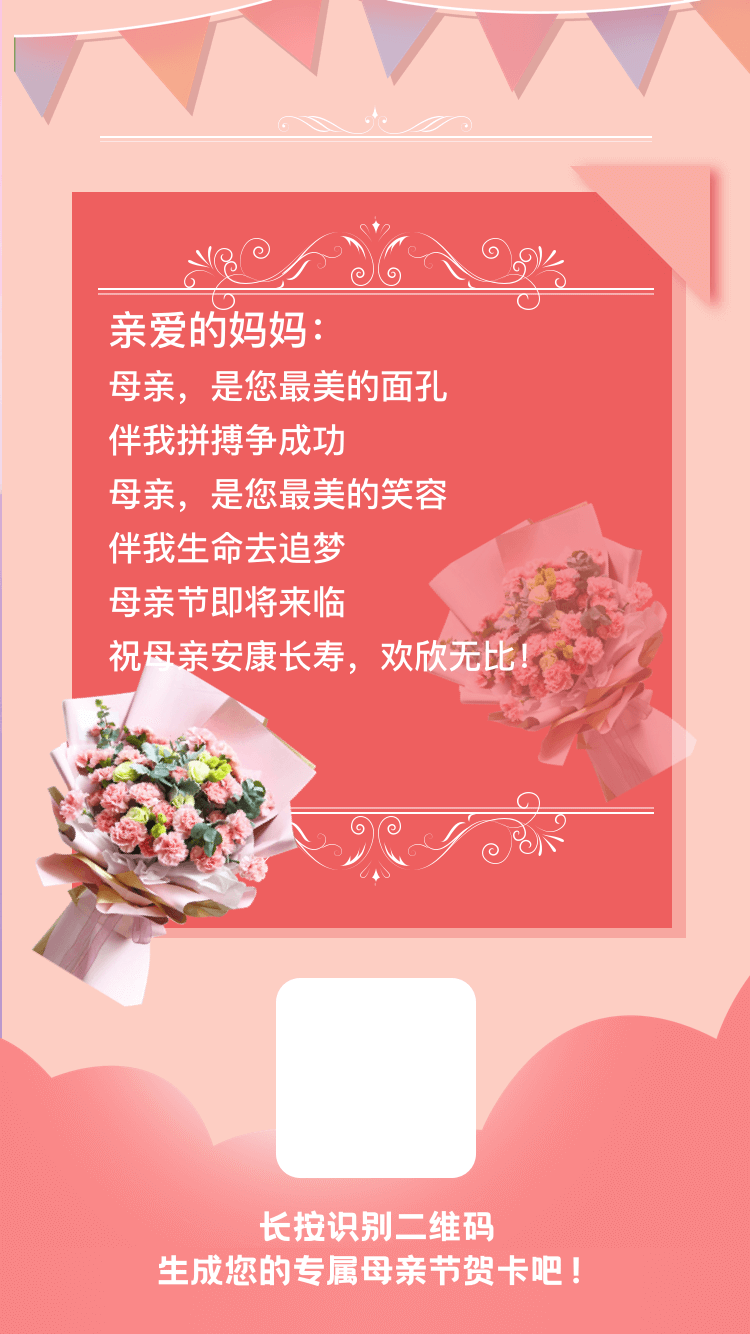 亲爱的妈妈：
母亲，是您最美的面孔
伴我拼搏争成功
母亲，是您最美的笑容
伴我生命去追梦
母亲节即将来临
祝母亲安康长寿，欢欣无比！
长按识别二维码
生成您的专属母亲节贺卡吧！